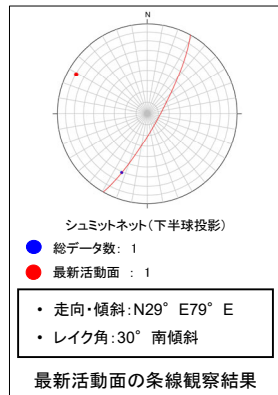 N
シュミットネット(下半球投影)
総データ数: 1
最新活動面 : 1
• 走向・傾斜:N29° E79° E
• レイク角:30° 南傾斜
最新活動面の条線観察結果